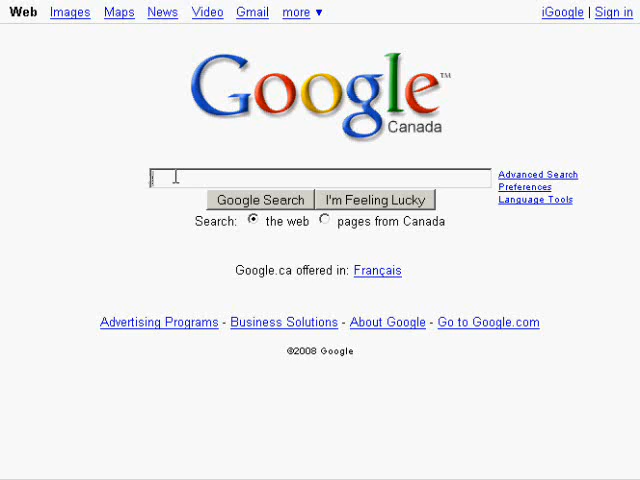 Web Images Maps News Video Gmail more ▼ iGoogle | Sign in
Google™
Canada
Advanced Search
Preferences
Language Tools
Google Search I'm Feeling Lucky
Search: the web pages from Canada
Google.ca offered in: Français
Advertising Programs - Business Solutions - About Google - Go to Google.com
©2008 Google